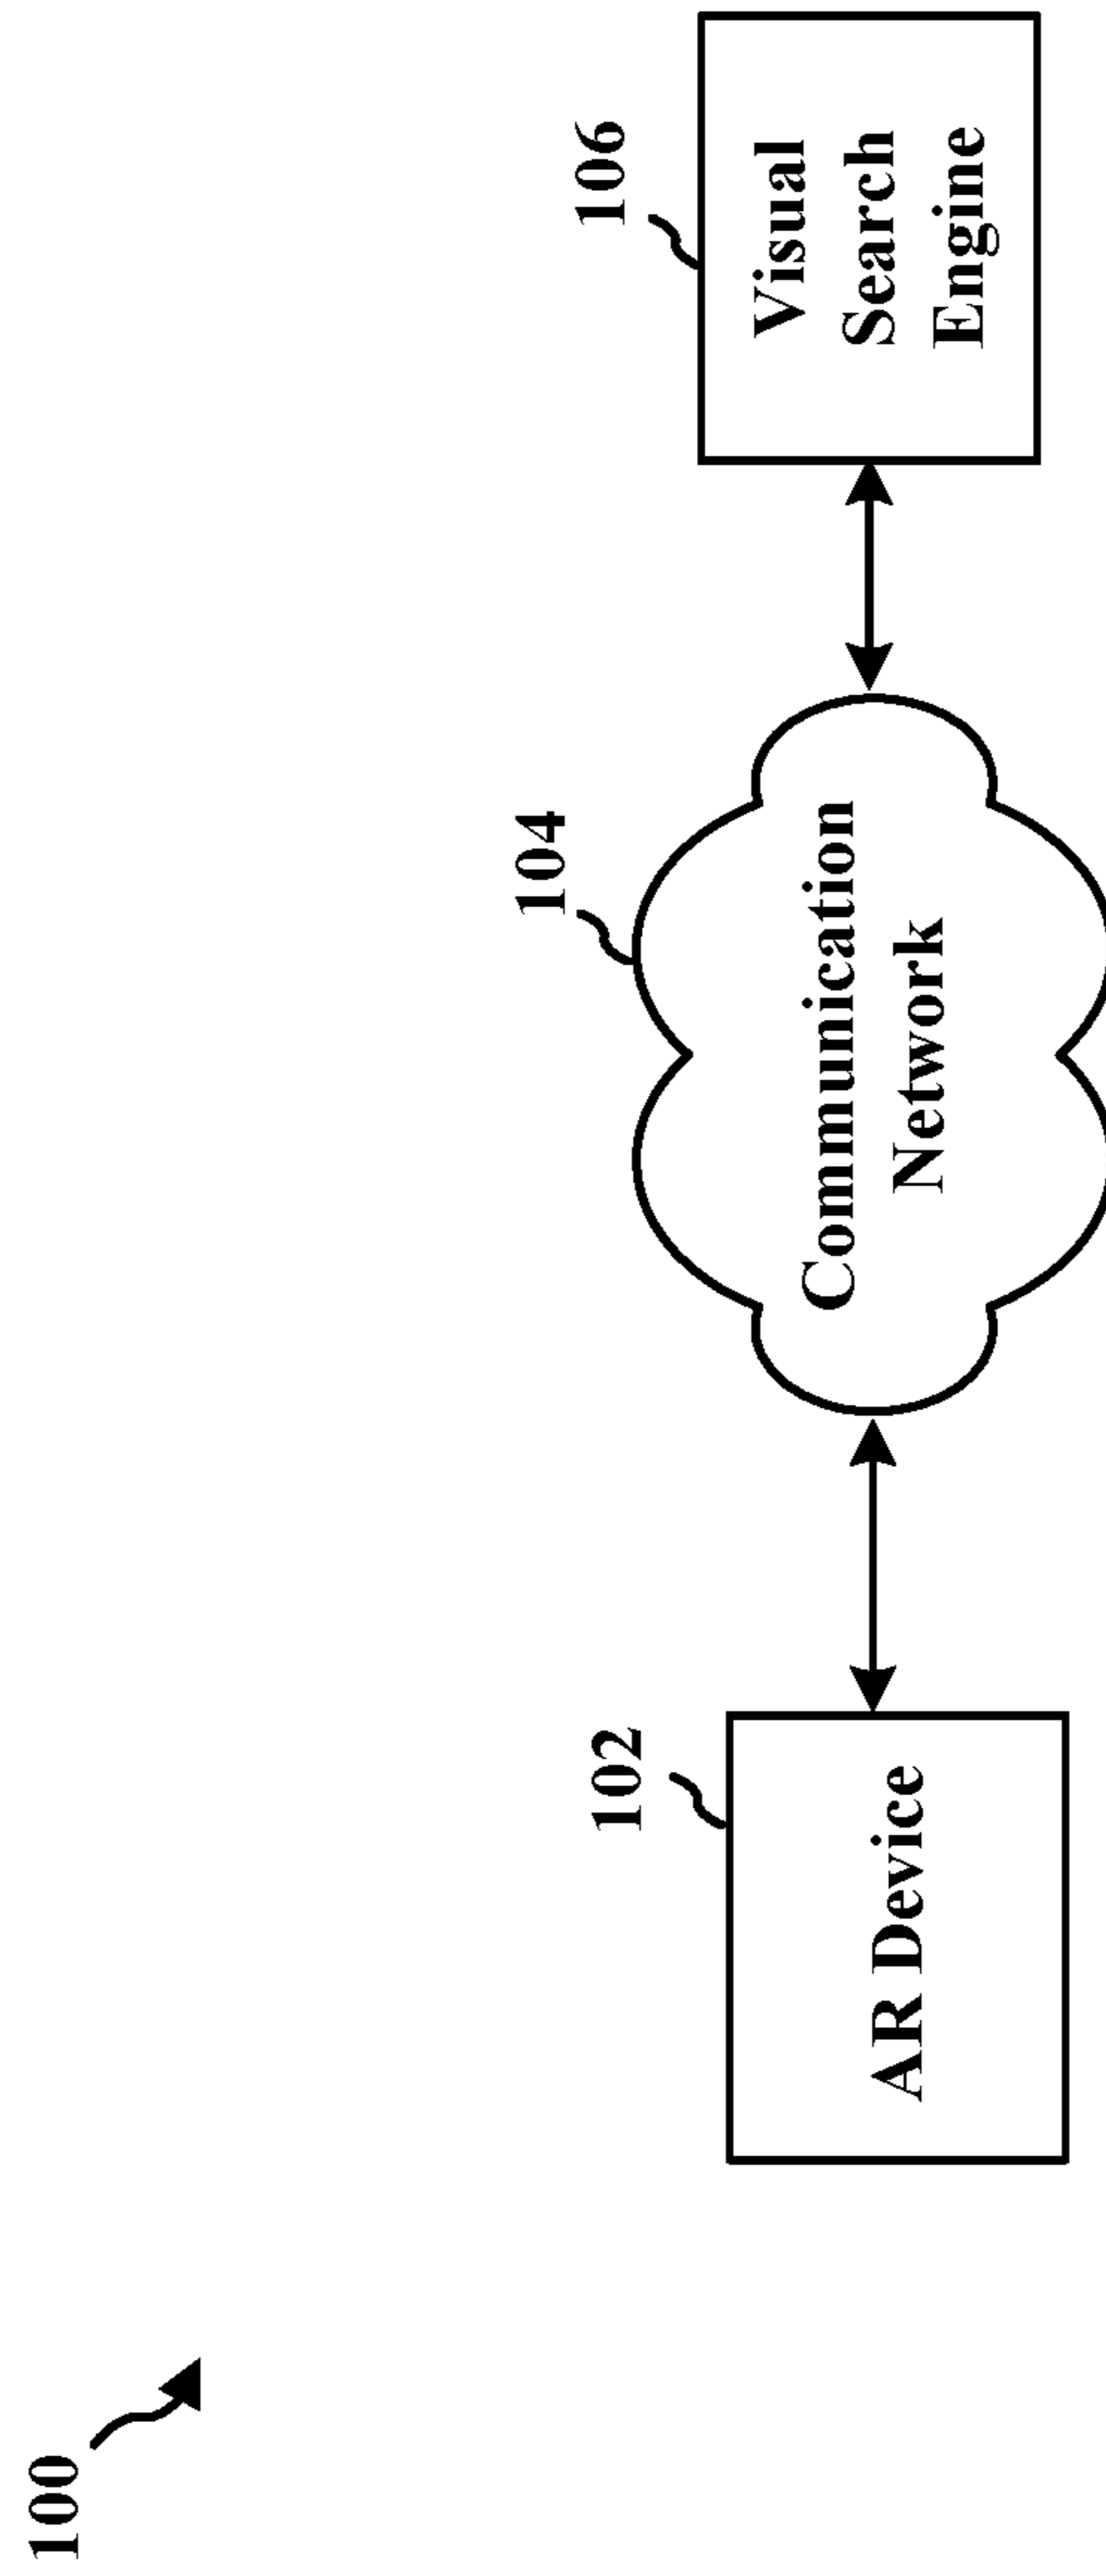 100
102
AR Device
104
Communication
Network
106
Visual
Search
Engine